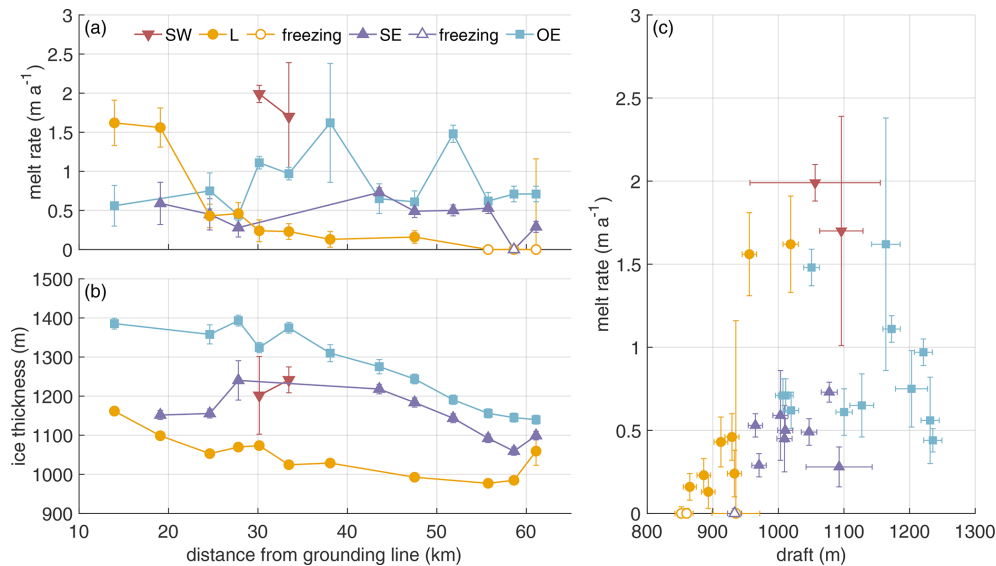 (a)
SW
L
freezing
SE
freezing
OE
3
2.5
2
1.5
1
0.5
0
melt rate (m a⁻¹)
(b)
1500
1400
1300
1200
1100
1000
900
ice thickness (m)
10 20 30 40 50 60
distance from grounding line (km)
(c)
3
2.5
2
1.5
1
0.5
0
melt rate (m a⁻¹)
800 900 1000 1100 1200 1300
draft (m)